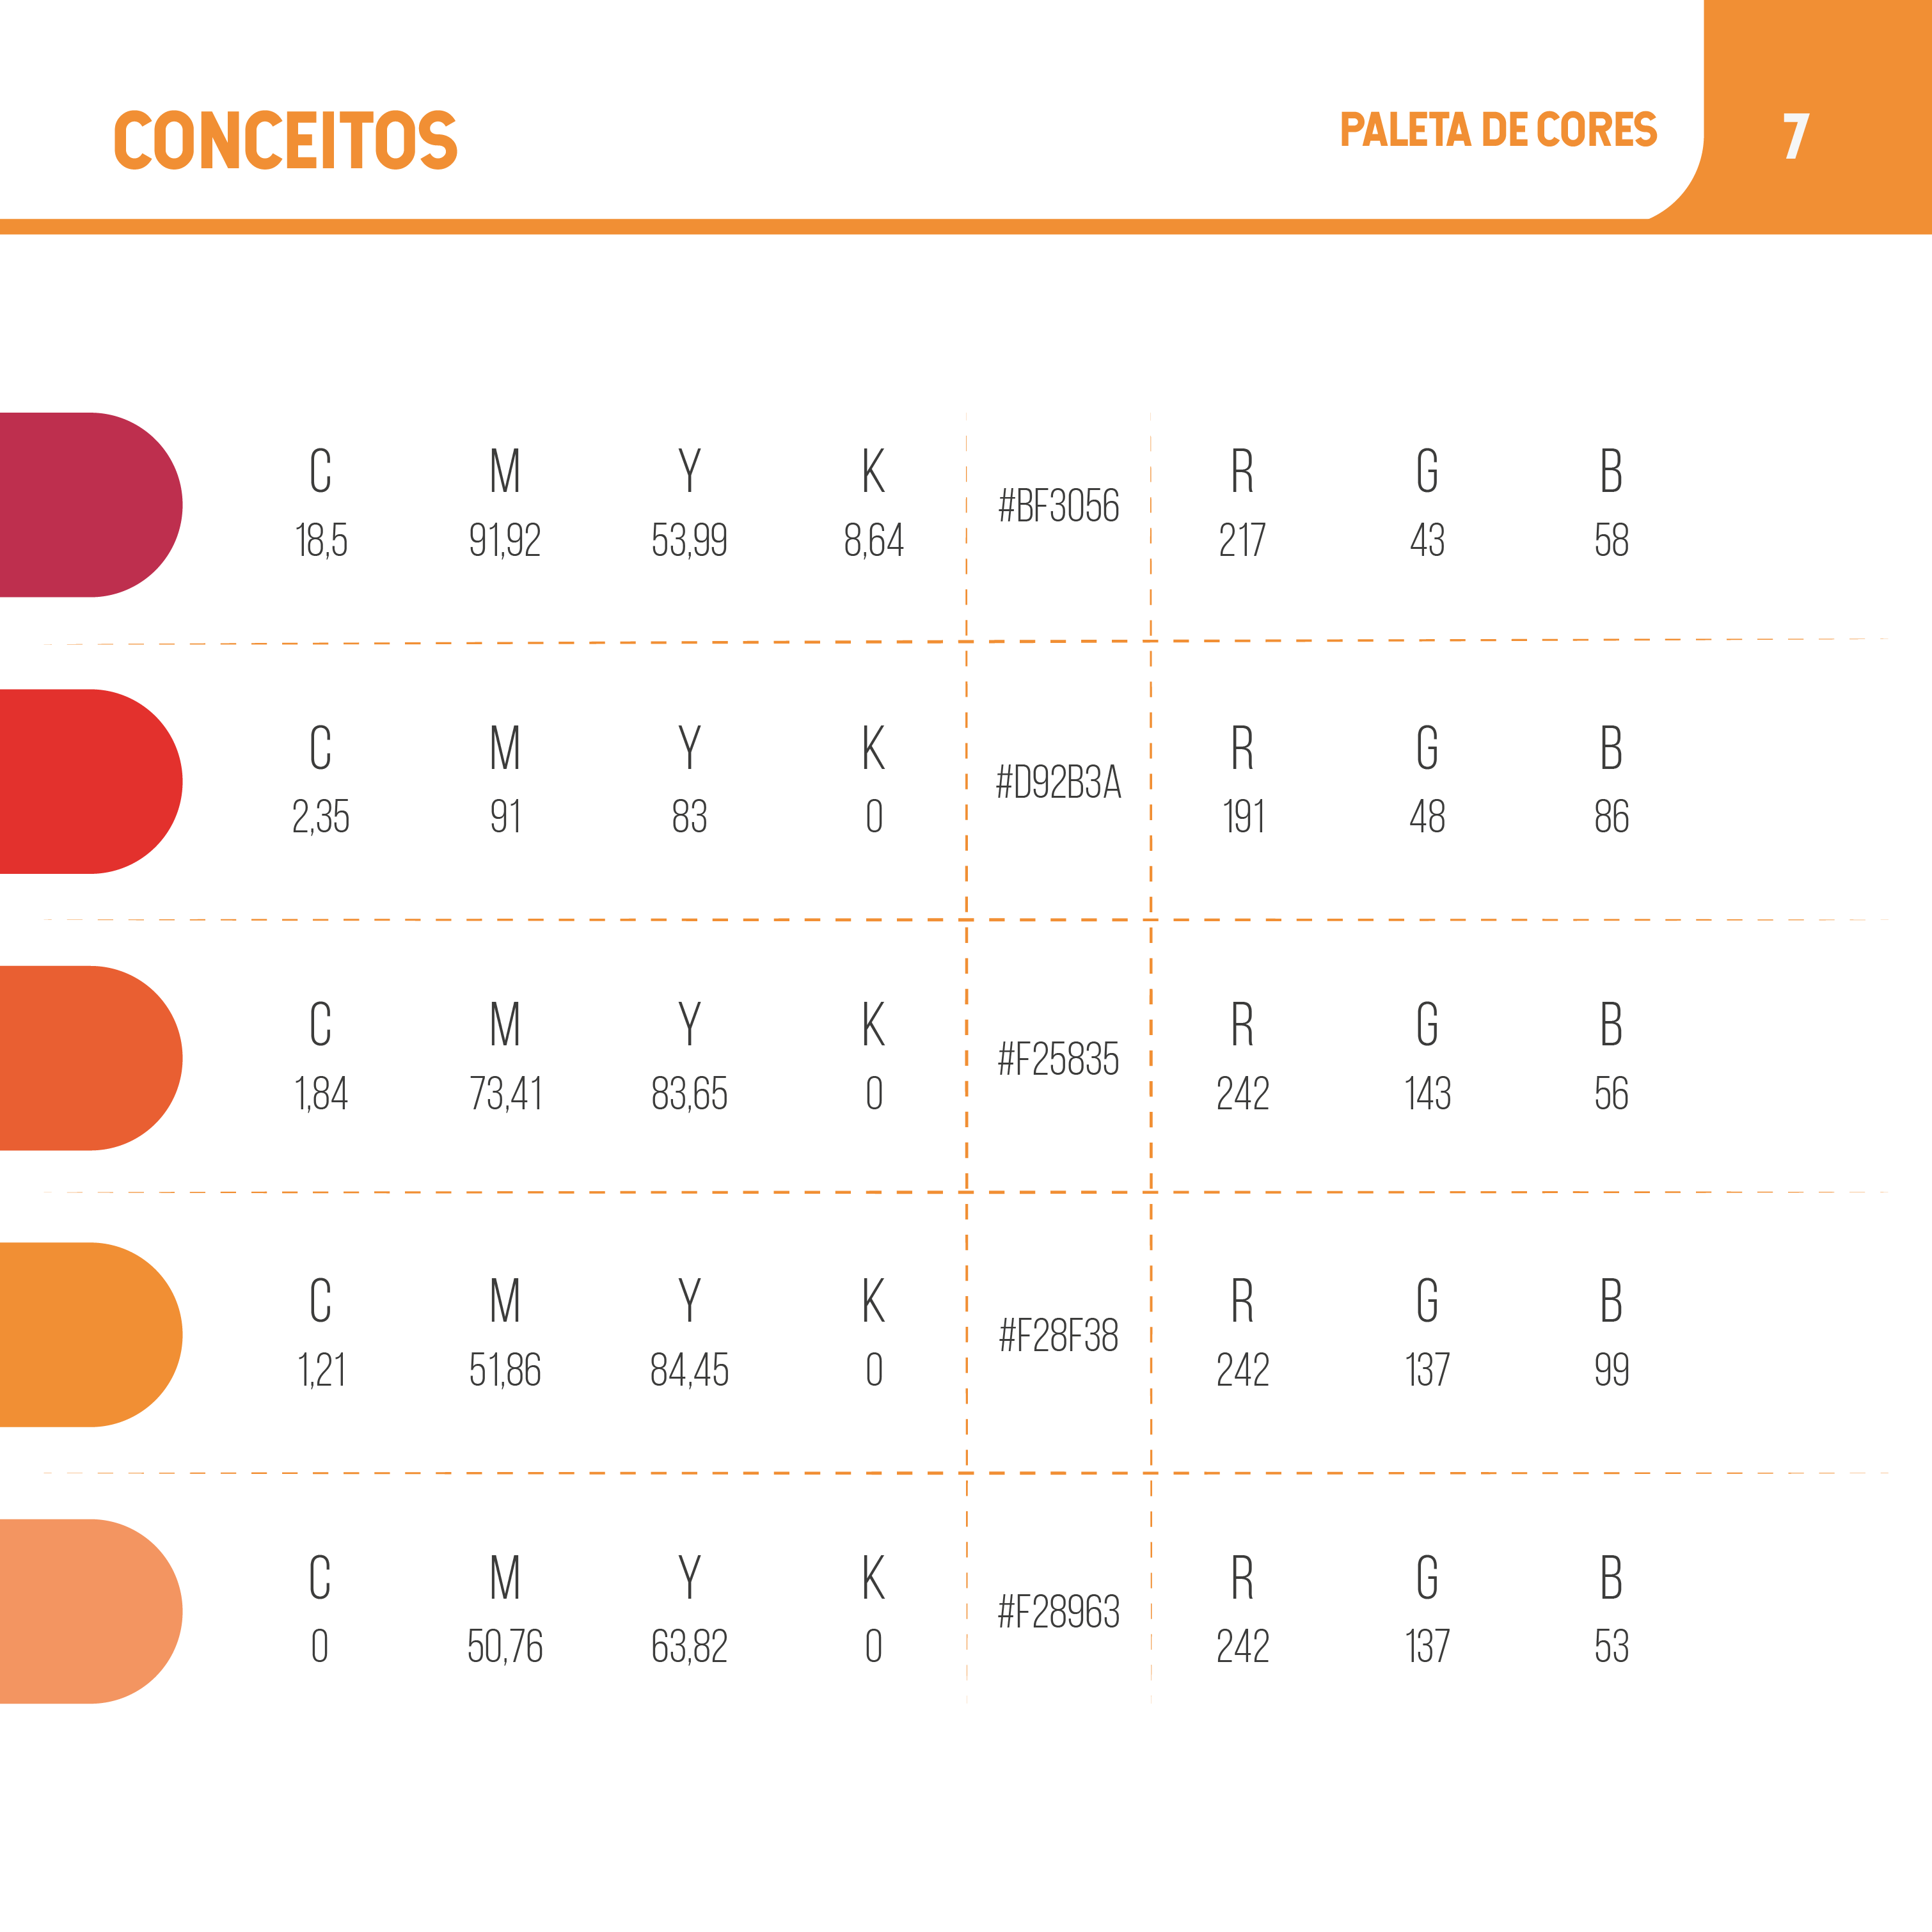 CONCEITOS
PALETA DE CORES
7
C M Y K R G B
#BF3056
18,5 91,92 53,99 8,64 217 43 58
C M Y K R G B
#D92B3A
2,35 91 83 0 191 48 86
C M Y K R G B
#F25835
1,84 73,41 83,65 0 242 143 56
C M Y K R G B
#F28F38
1,21 51,86 84,45 0 242 137 99
C M Y K R G B
#F28963
0 50,76 63,82 0 242 137 53